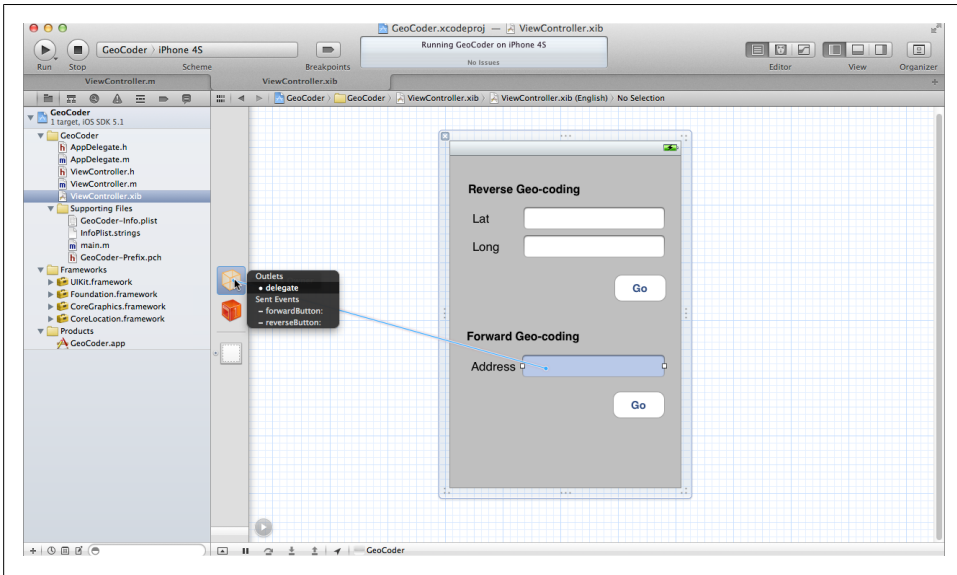 GeoCoder.xcodeproj — ViewController.xib
GeoCoder iPhone 4S
Running GeoCoder on iPhone 4S
No Issues
Run Stop Scheme Breakpoints Editor View Organizer
ViewController.m ViewController.xib
GeoCoder GeoCoder ViewController.xib ViewController.xib (English) No Selection
GeoCoder
1 target, iOS SDK 5.1
GeoCoder
h AppDelegate.h
m AppDelegate.m
h ViewController.h
m ViewController.m
ViewController.xib
Supporting Files
GeoCoder-Info.plist
InfoPlist.strings
m main.m
h GeoCoder-Prefix.pch
Frameworks
UIKit.framework
Foundation.framework
CoreGraphics.framework
CoreLocation.framework
Products
GeoCoder.app
Outlets
delegate
Sent Events
forwardButton:
reverseButton:
Reverse Geo-coding
Lat
Long
Go
Forward Geo-coding
Address
Go
GeoCoder